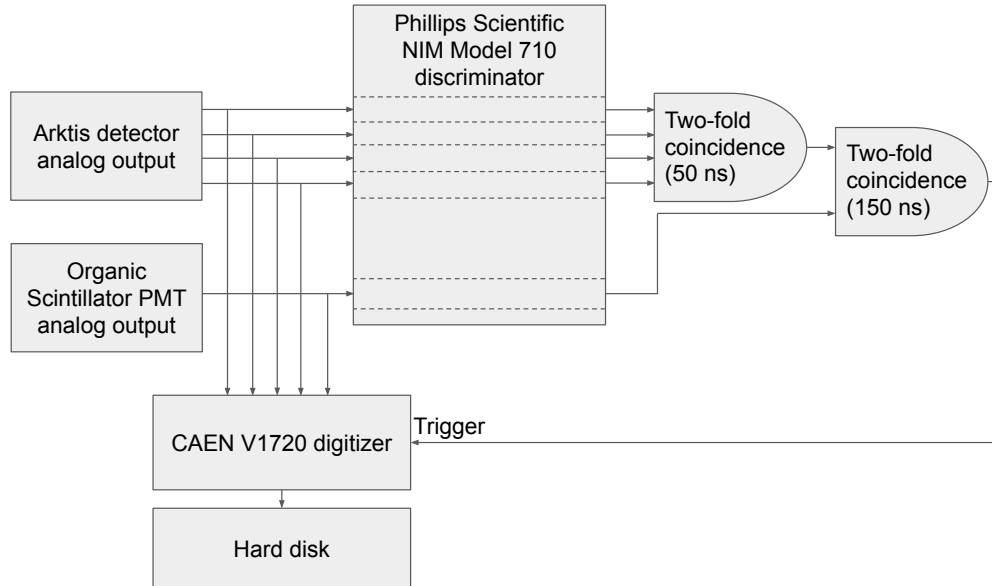 Phillips Scientific
NIM Model 710
discriminator
Arktis detector
analog output
Two-fold
coincidence
(50 ns)
Two-fold
coincidence
(150 ns)
Organic
Scintillator PMT
analog output
Trigger
CAEN V1720 digitizer
Hard disk